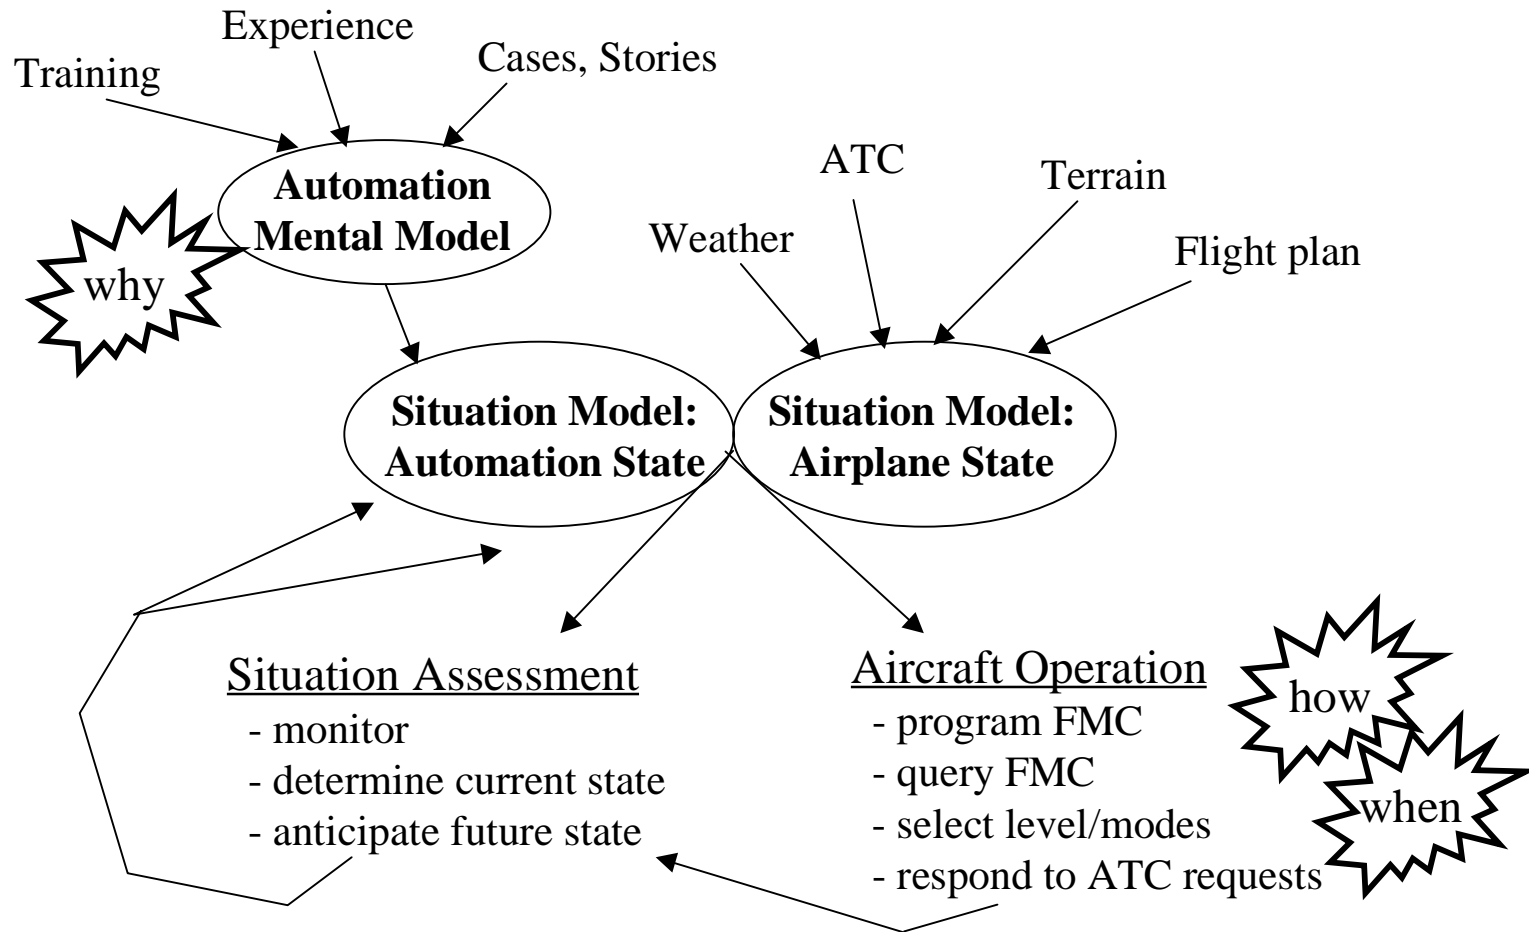 Experience
Training
Cases, Stories
Automation
Mental Model
why
ATC
Terrain
Weather
Flight plan
Situation Model:
Automation State
Situation Model:
Airplane State
Situation Assessment
- monitor
- determine current state
- anticipate future state
Aircraft Operation
- program FMC
- query FMC
- select level/modes
- respond to ATC requests
how
when